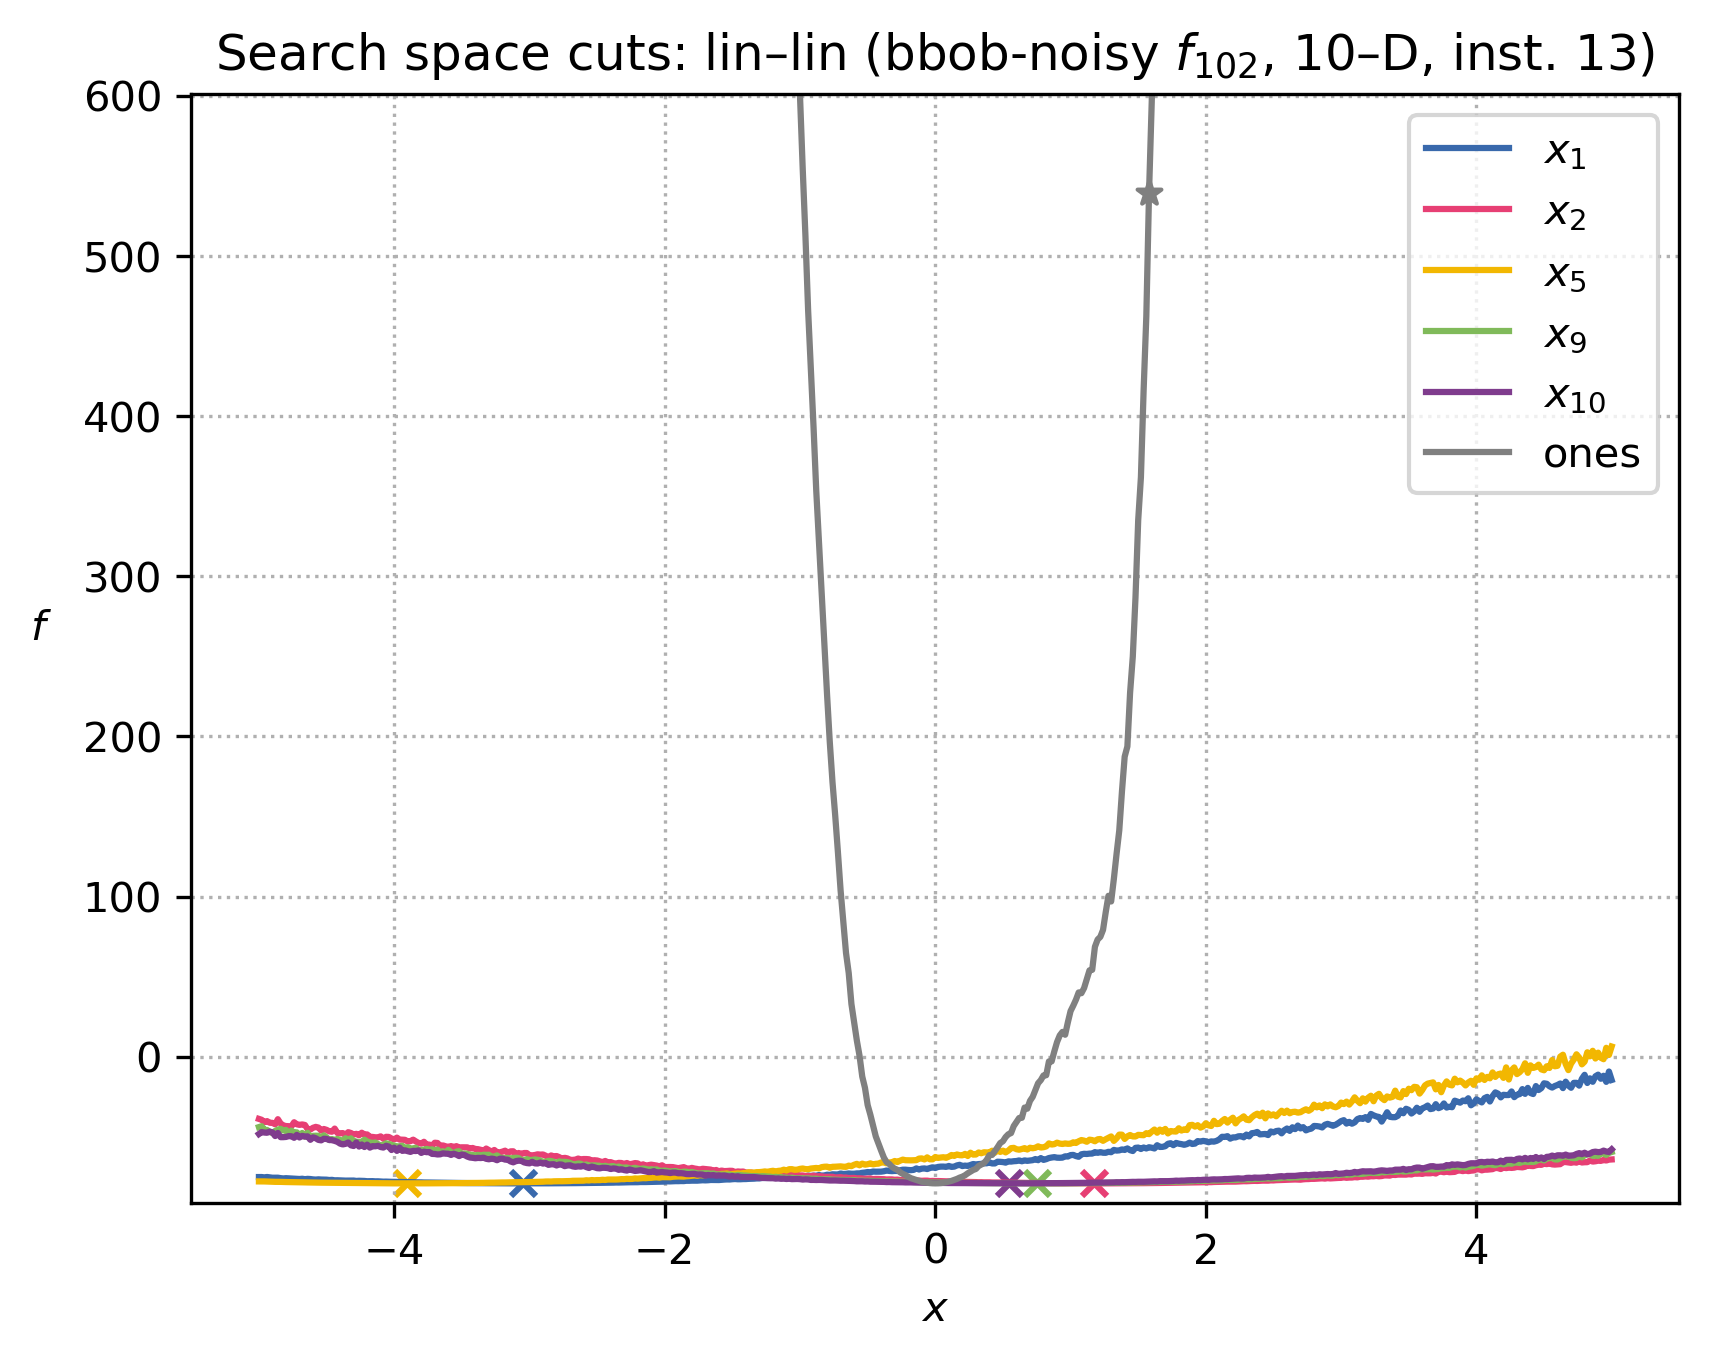 Search space cuts: lin–lin (bbob-noisy f₁₀₂, 10–D, inst. 13)
600
500
400
300
200
100
0
f
−4
−2
0
2
4
x
x₁
x₂
x₅
x₉
x₁₀
ones